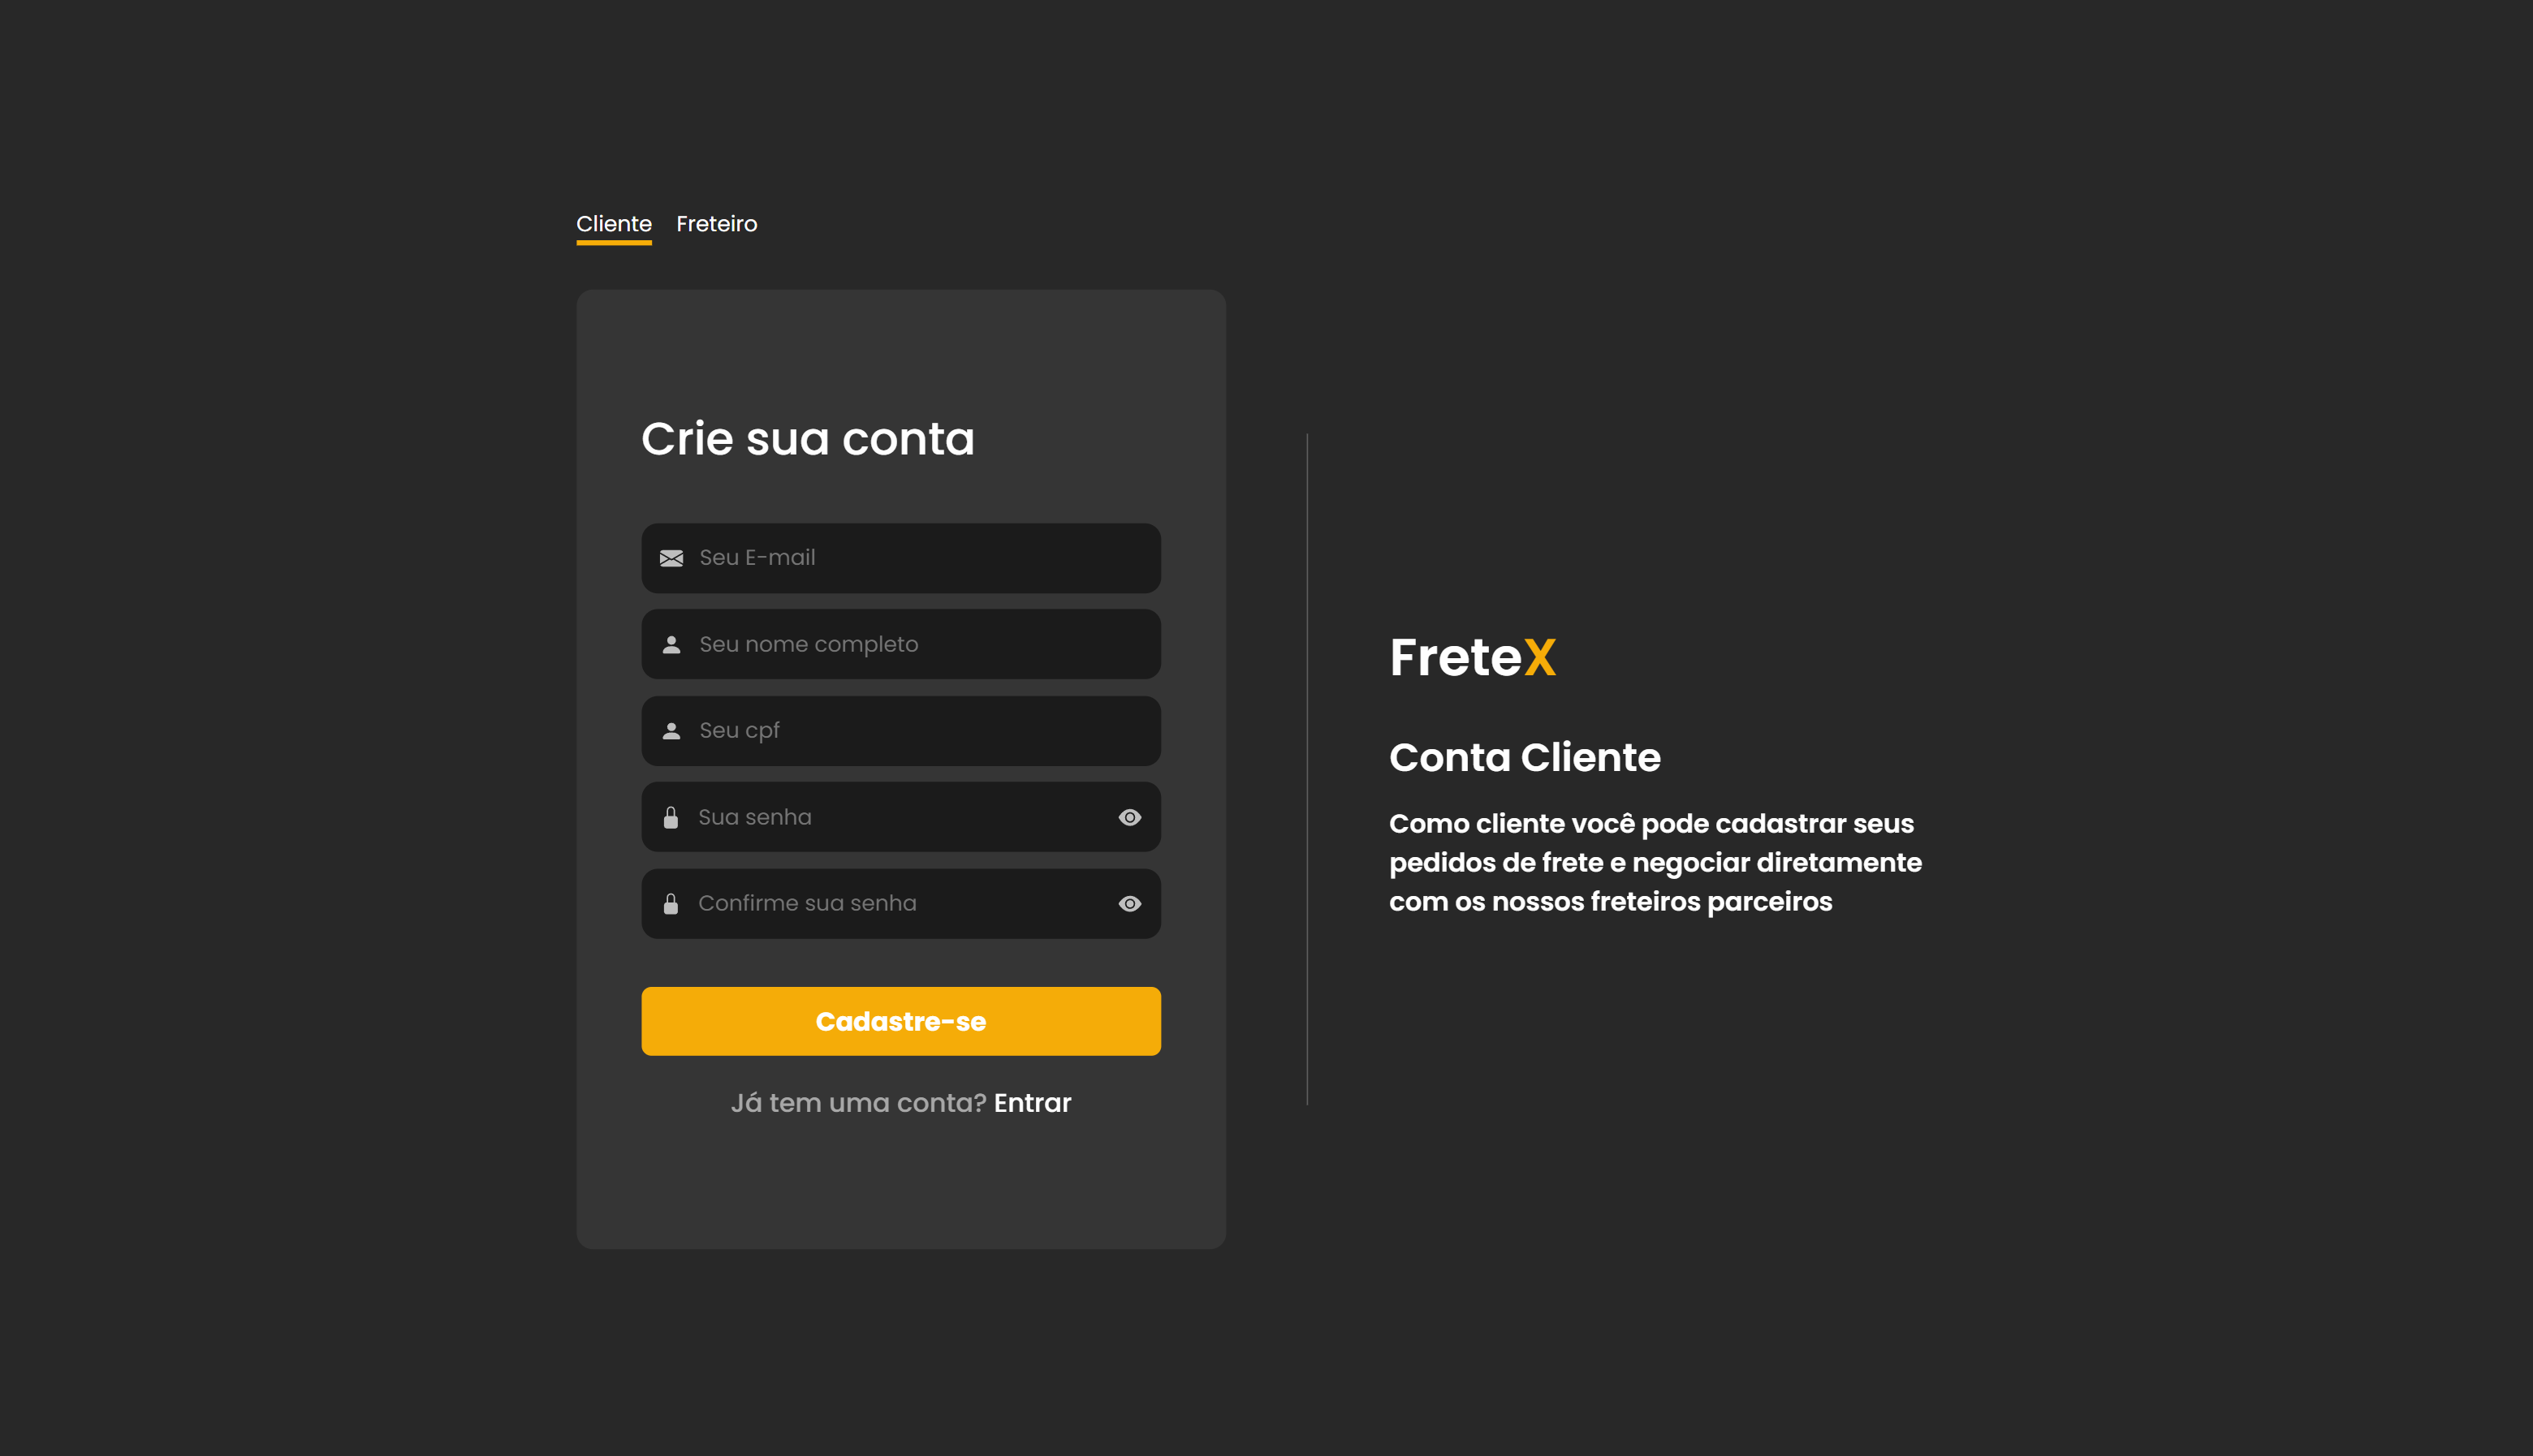 Cliente Freteiro
Crie sua conta
Seu E-mail
Seu nome completo
Seu cpf
Sua senha
Confirme sua senha
Cadastre-se
Já tem uma conta? Entrar
FreteX
Conta Cliente
Como cliente você pode cadastrar seus
pedidos de frete e negociar diretamente
com os nossos freteiros parceiros